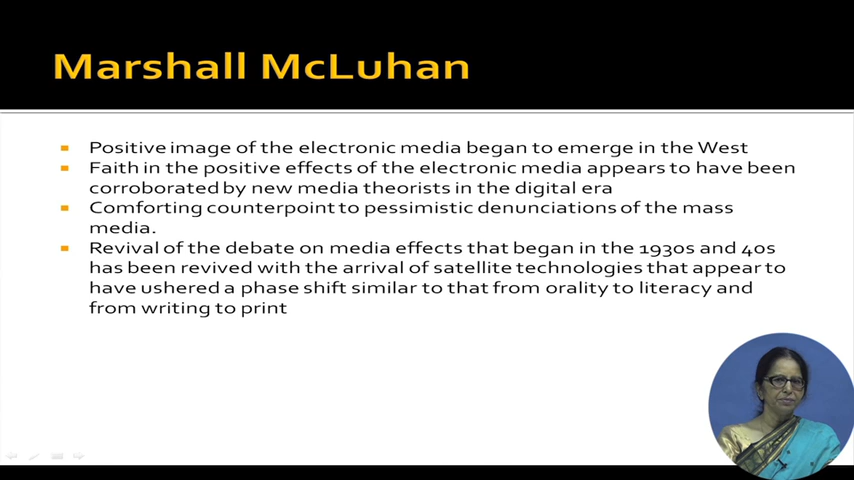 Marshall McLuhan
Positive image of the electronic media began to emerge in the West
Faith in the positive effects of the electronic media appears to have been
corroborated by new media theorists in the digital era
Comforting counterpoint to pessimistic denunciations of the mass
media.
Revival of the debate on media effects that began in the 1930s and 40s
has been revived with the arrival of satellite technologies that appear to
have ushered a phase shift similar to that from orality to literacy and
from writing to print